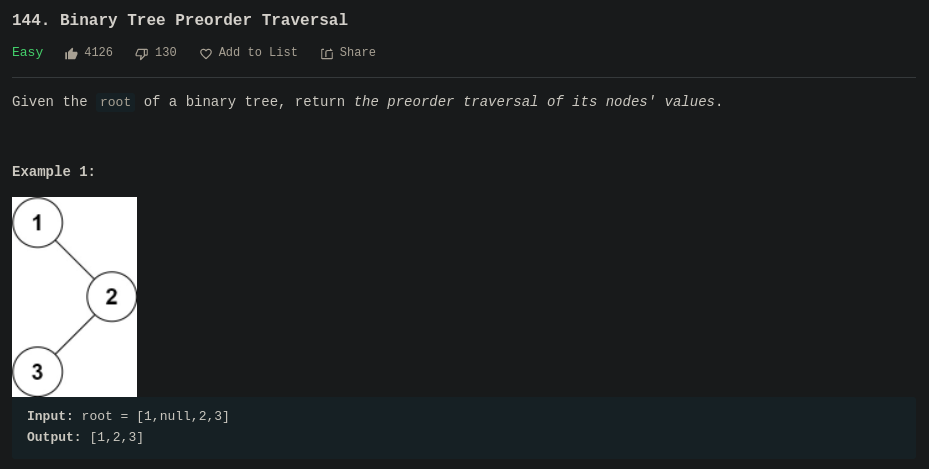 144. Binary Tree Preorder Traversal
Easy 4126 130 Add to List Share
Given the root of a binary tree, return the preorder traversal of its nodes' values.
Example 1:
1
2
3
Input: root = [1,null,2,3]
Output: [1,2,3]